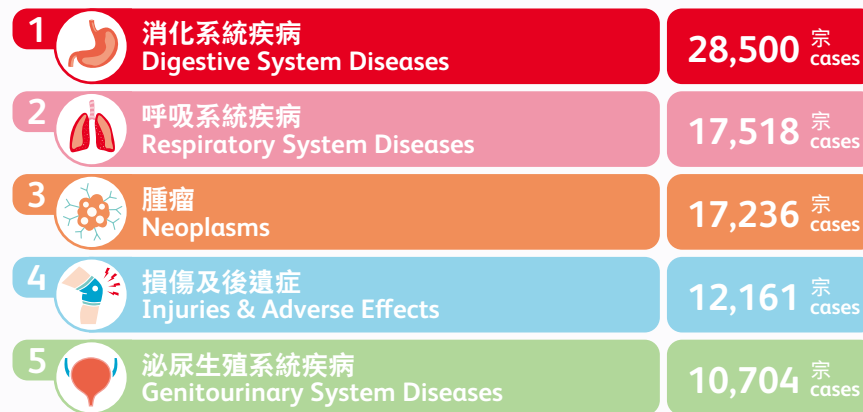 1
消化系統疾病
Digestive System Diseases
28,500 宗 cases
2
呼吸系統疾病
Respiratory System Diseases
17,518 宗 cases
3
腫瘤
Neoplasms
17,236 宗 cases
4
損傷及後遺症
Injuries & Adverse Effects
12,161 宗 cases
5
泌尿生殖系統疾病
Genitourinary System Diseases
10,704 宗 cases